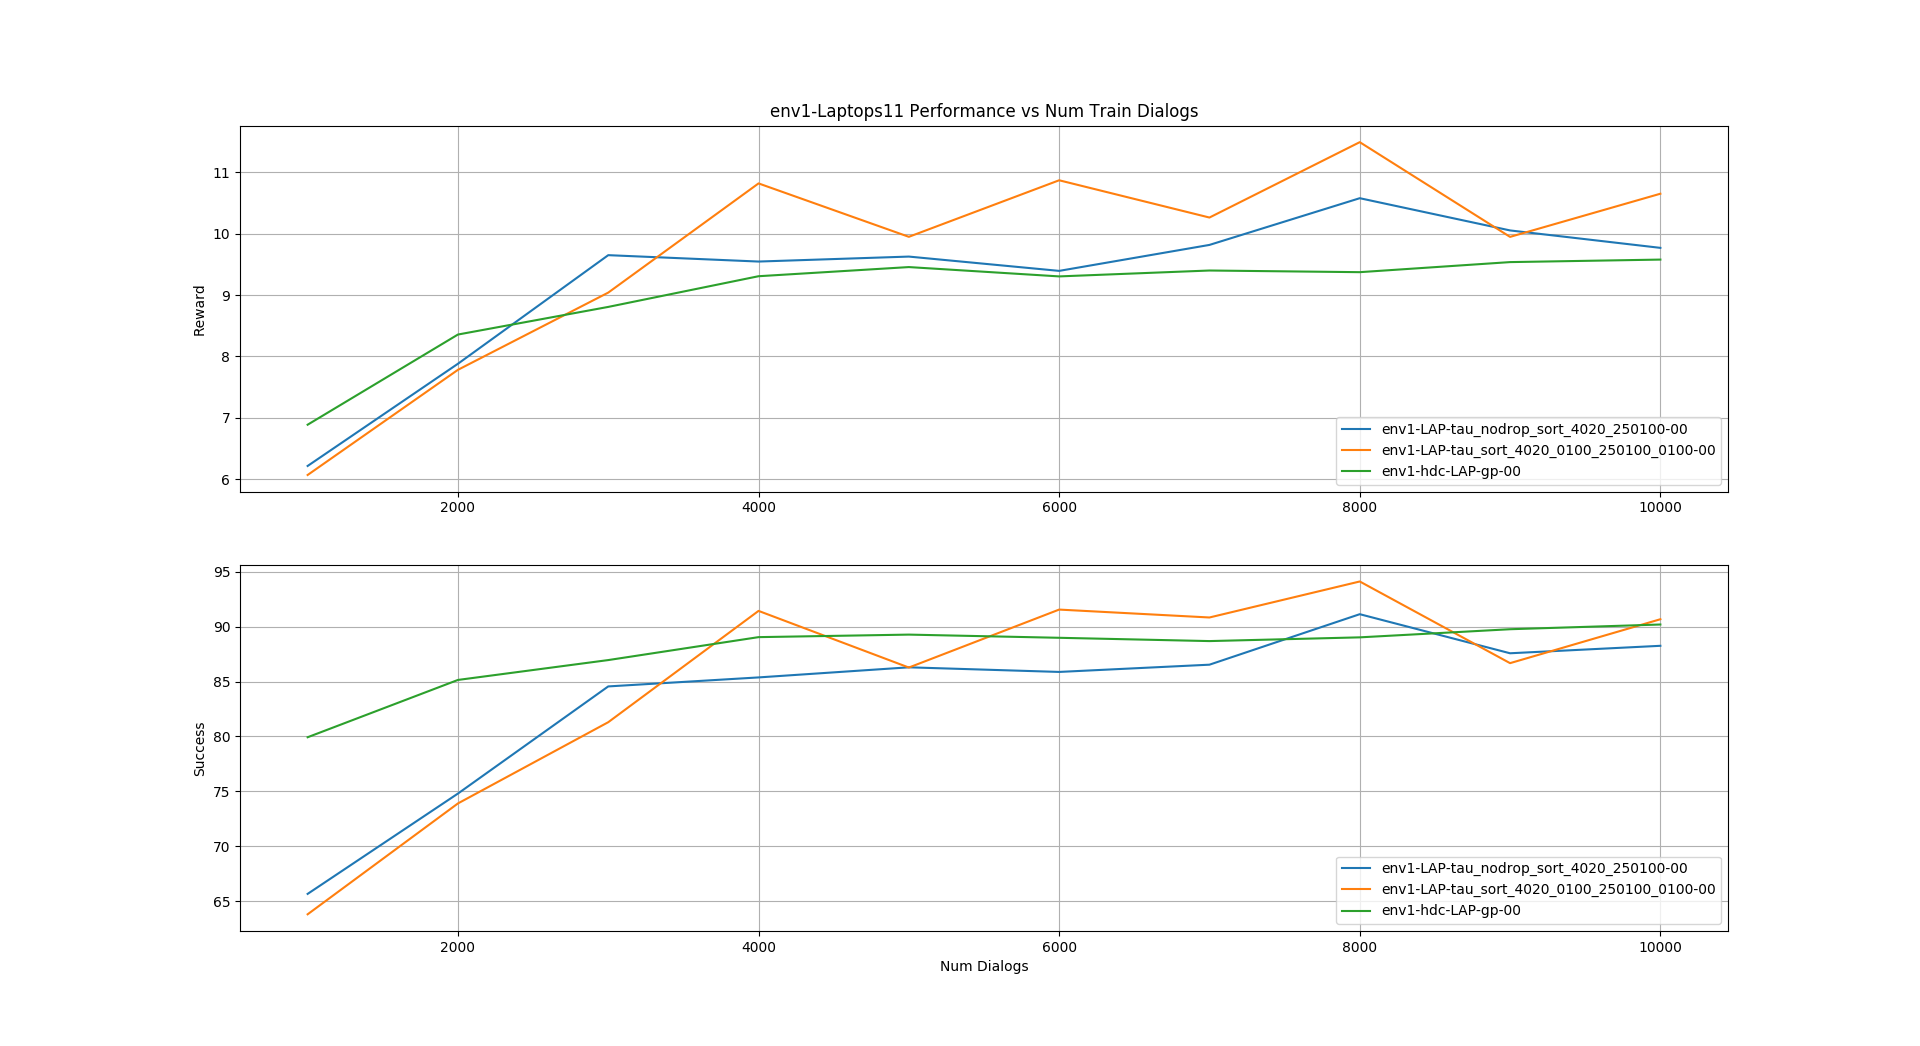 env1-Laptops11 Performance vs Num Train Dialogs
11
10
9
8
7
6
Reward
2000 4000 6000 8000 10000
env1-LAP-tau_nodrop_sort_4020_250100-00
env1-LAP-tau_sort_4020_0100_250100_0100-00
env1-hdc-LAP-gp-00
95
90
85
80
75
70
65
Success
2000 4000 6000 8000 10000
Num Dialogs
env1-LAP-tau_nodrop_sort_4020_250100-00
env1-LAP-tau_sort_4020_0100_250100_0100-00
env1-hdc-LAP-gp-00